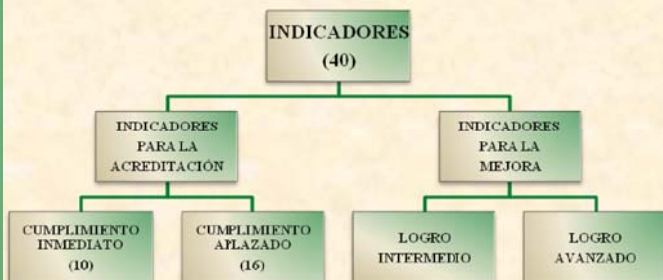 INDICADORES
(40)
INDICADORES
PARA LA
ACREDITACIÓN
INDICADORES
PARA LA
MEJORA
CUMPLIMIENTO
INMEDIATO
(10)
CUMPLIMIENTO
APLAZADO
(16)
LOGRO
INTERMEDIO
LOGRO
AVANZADO